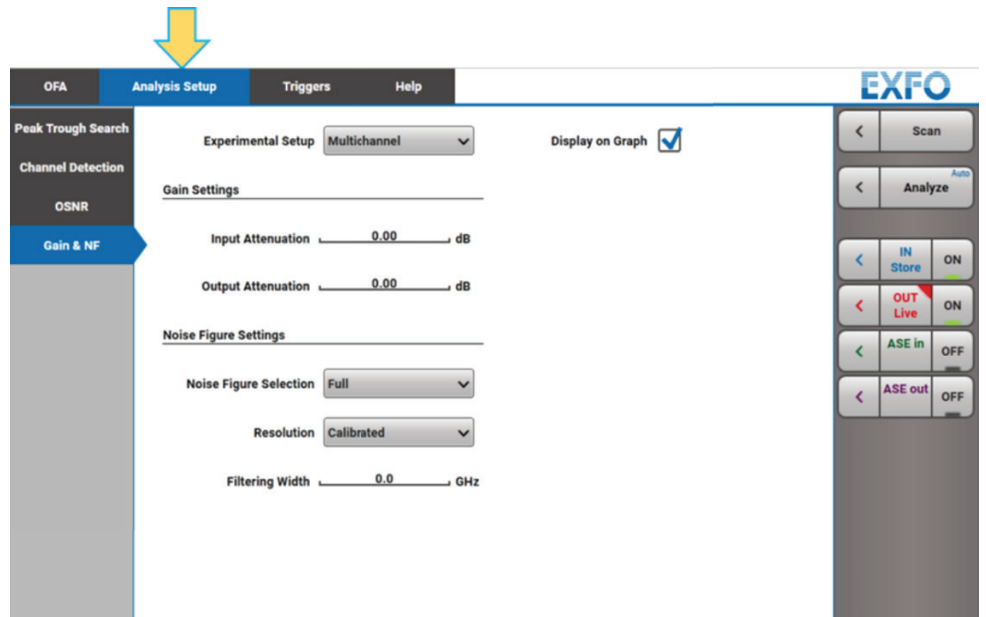 OFA Analysis Setup Triggers Help
EXFO
Peak Trough Search
Channel Detection
OSNR
Gain & NF
Experimental Setup Multichannel
Display on Graph
Gain Settings
Input Attenuation 0.00 dB
Output Attenuation 0.00 dB
Noise Figure Settings
Noise Figure Selection Full
Resolution Calibrated
Filtering Width 0.0 GHz
Scan
Auto
Analyze
IN
Store
ON
OUT
Live
ON
ASE in
OFF
ASE out
OFF